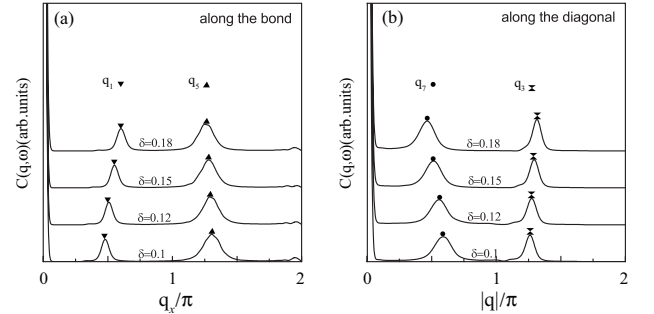 (a) along the bond
q1 ▼ q5 ▲
δ=0.18
δ=0.15
δ=0.12
δ=0.1
C(q,ω)(arb.units)
0 1 2
qx/π
(b) along the diagonal
q7 ● q3
δ=0.18
δ=0.15
δ=0.12
δ=0.1
C(q,ω)(arb.units)
0 1 2
|q|/π